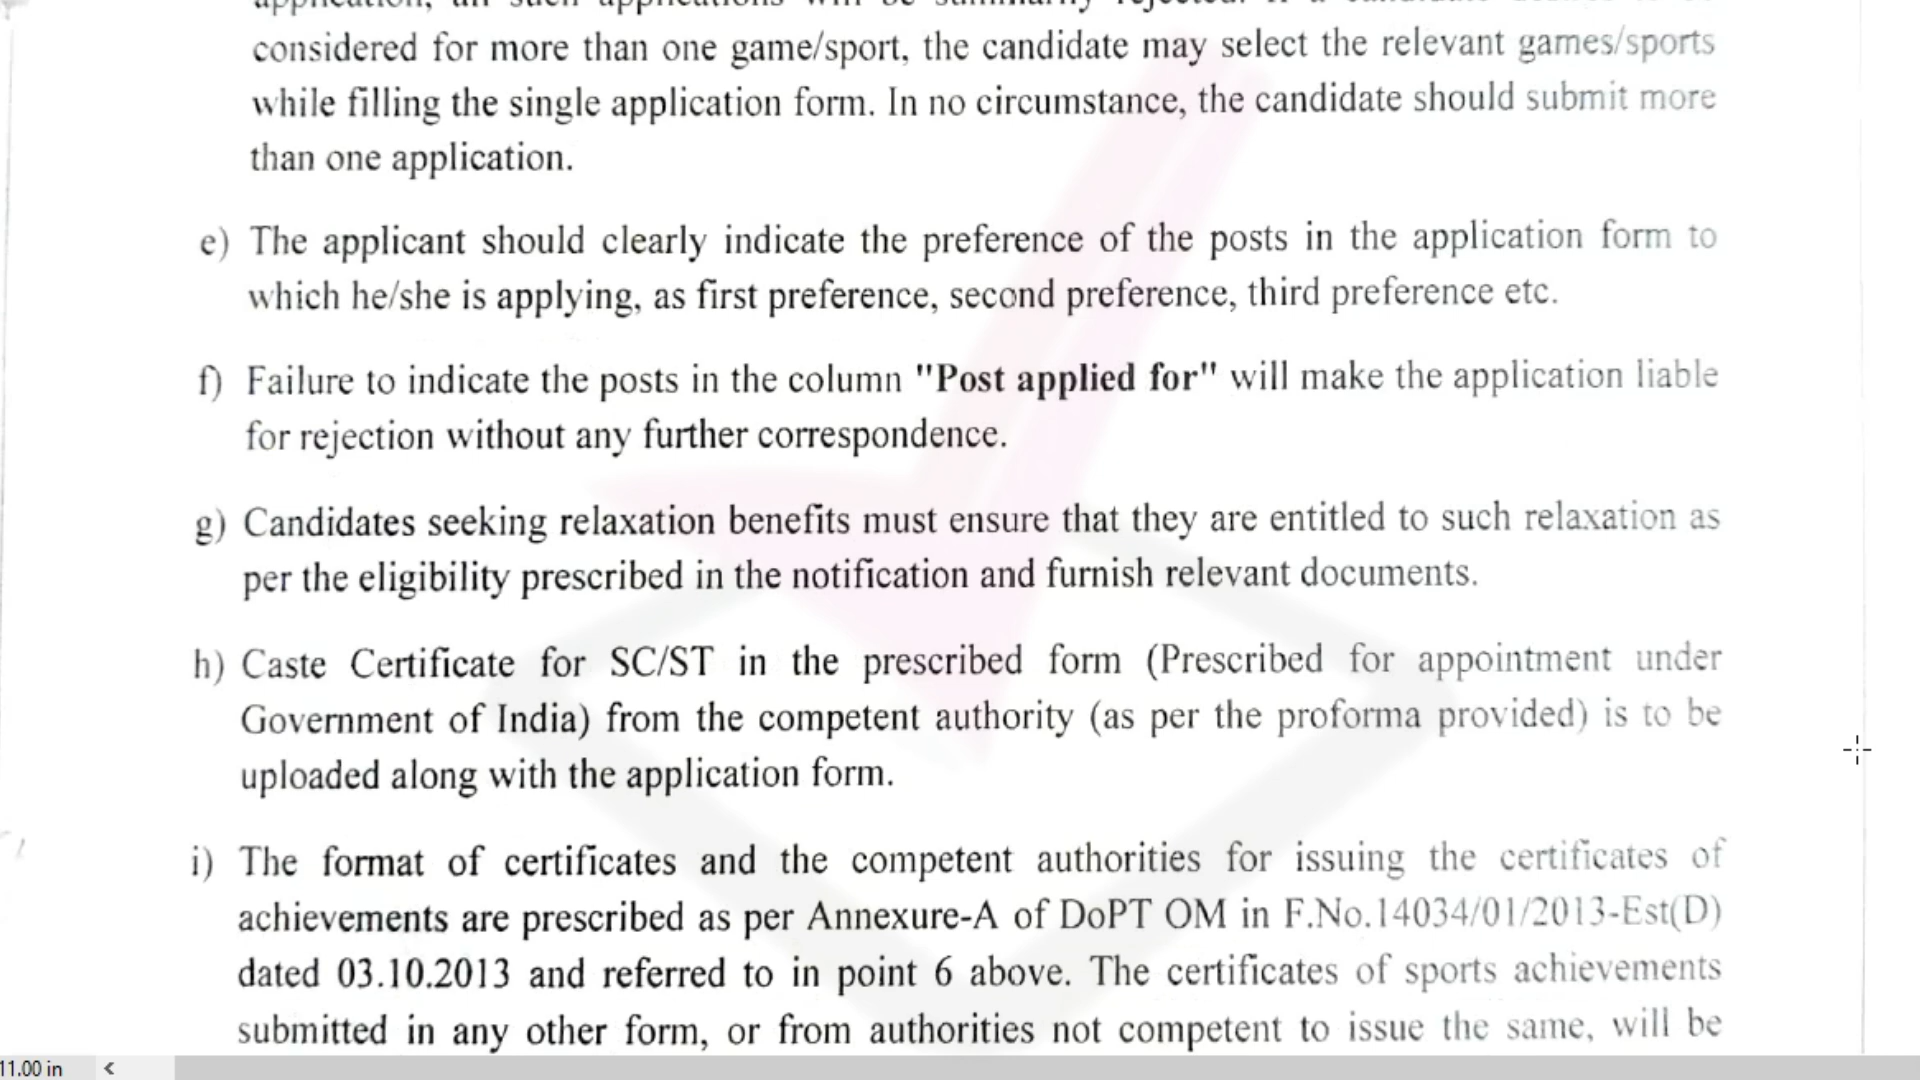 considered for more than one game/sport, the candidate may select the relevant games/sports
while filling the single application form. In no circumstance, the candidate should submit more
than one application.
e) The applicant should clearly indicate the preference of the posts in the application form to
which he/she is applying, as first preference, second preference, third preference etc.
f) Failure to indicate the posts in the column "Post applied for" will make the application liable
for rejection without any further correspondence.
g) Candidates seeking relaxation benefits must ensure that they are entitled to such relaxation as
per the eligibility prescribed in the notification and furnish relevant documents.
h) Caste Certificate for SC/ST in the prescribed form (Prescribed for appointment under
Government of India) from the competent authority (as per the proforma provided) is to be
uploaded along with the application form.
i) The format of certificates and the competent authorities for issuing the certificates of
achievements are prescribed as per Annexure-A of DoPT OM in F.No.14034/01/2013-Est(D)
dated 03.10.2013 and referred to in point 6 above. The certificates of sports achievements
submitted in any other form, or from authorities not competent to issue the same, will be
11.00 in